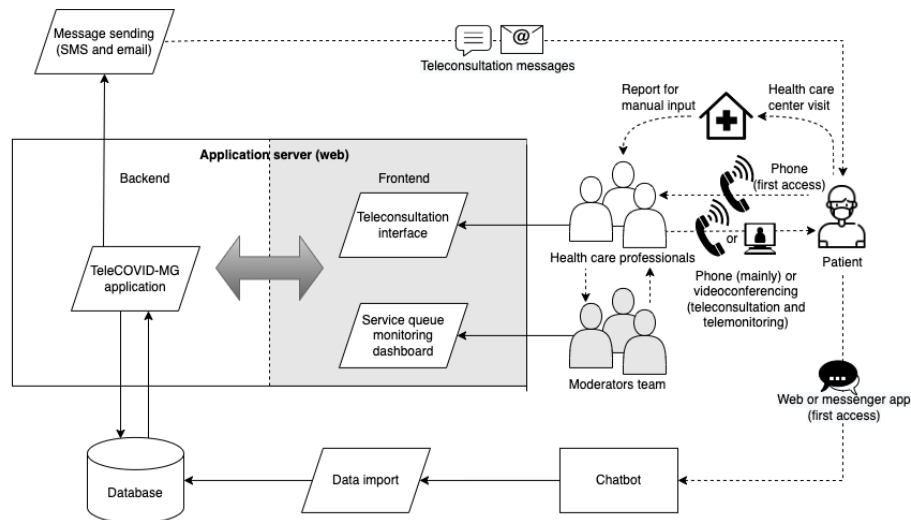 Message sending
(SMS and email)
@
Teleconsultation messages
Report for
manual input
Health care
center visit
Application server (web)
Backend
Frontend
Phone
(first access)
Teleconsultation
interface
or
Health care professionals
Patient
TeleCOVID-MG
application
Phone (mainly) or
videoconferencing
(teleconsultation and
telemonitoring)
Service queue
monitoring
dashboard
Moderators team
Web or messenger app
(first access)
Database
Data import
Chatbot